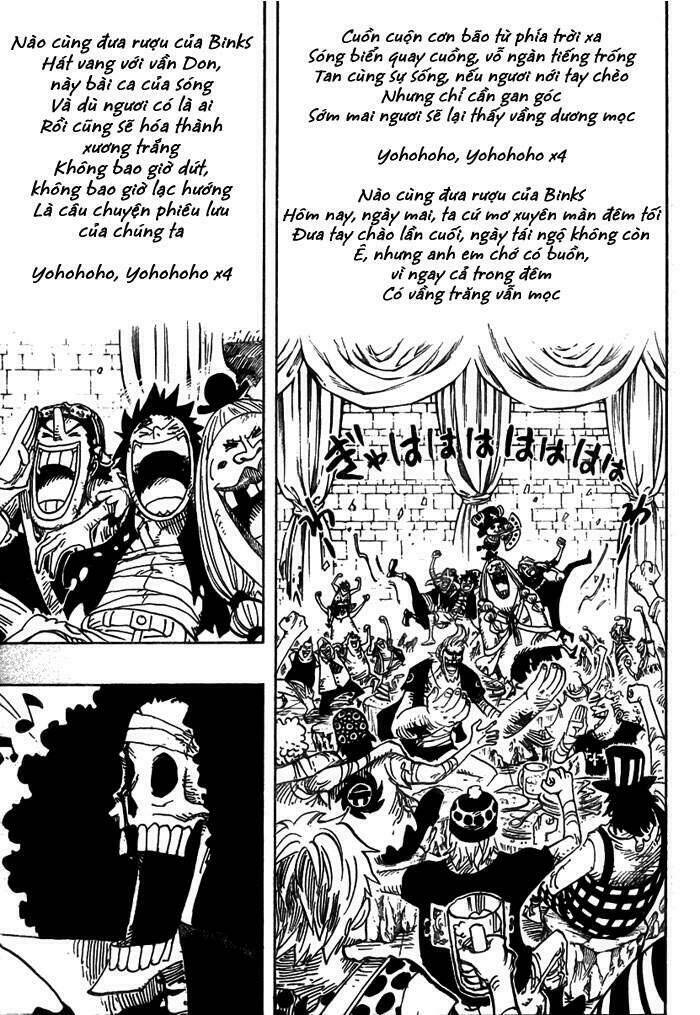 Cuồn cuộn cơn bão từ phía trời xa
Sóng biển quay cuồng, vỗ ngàn tiếng trống
Tan cùng sự sống, nếu ngươi nới tay chèo
Nhưng chỉ cần gan góc
Sớm mai ngươi sẽ lại thấy vầng dương mọc
Yohohoho, Yohohoho x4
Nào cùng đưa rượu của Binks
Hôm nay, ngày mai, ta cứ mơ xuyên màn đêm tối
Đưa tay chào lần cuối, ngày tái ngộ không còn
Ê, nhưng anh em chớ có buồn,
vì ngay cả trong đêm
Có vầng trăng vẫn mọc
ぎゃはははははははは
わー
わー
Nào cùng đưa rượu của Binks
Hát vang với vần Don,
này bài ca của sóng
Và dù ngươi có là ai
Rồi cũng sẽ hóa thành
xương trắng
Không bao giờ dứt,
không bao giờ lạc hướng
Là câu chuyện phiêu lưu
của chúng ta
Yohohoho, Yohohoho x4